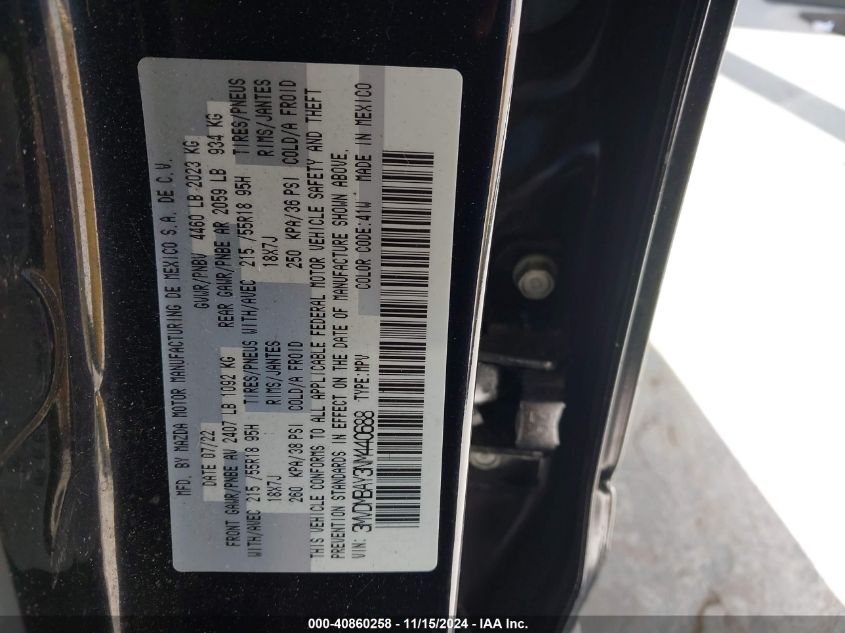 MFD. BY MAZDA MOTOR MANUFACTURING DE MEXICO S.A. DE C.V.
DATE 07/22 GVWR/PNBV 4460 LB 2023 KG
FRONT GAWR/PNBE AV 2407 LB 1092 KG REAR GAWR/PNBE AR 2059 LB 934 KG
WITH/AVEC 215 /55R18 95H TIRES/PNEUS WITH/AVEC 215 /55R18 95H TIRES/PNEUS
18X7J RIMS/JANTES 18X7J RIMS/JANTES
260 KPA/38 PSI COLD/A FROID 250 KPA/36 PSI COLD/A FROID
THIS VEHICLE CONFORMS TO ALL APPLICABLE FEDERAL MOTOR VEHICLE SAFETY AND THEFT
PREVENTION STANDARDS IN EFFECT ON THE DATE OF MANUFACTURE SHOWN ABOVE.
VIN: 3MVDMBAY3NM440688 TYPE:MPV COLOR CODE:41W MADE IN MEXICO
000-40860258 - 11/15/2024 - IAA Inc.